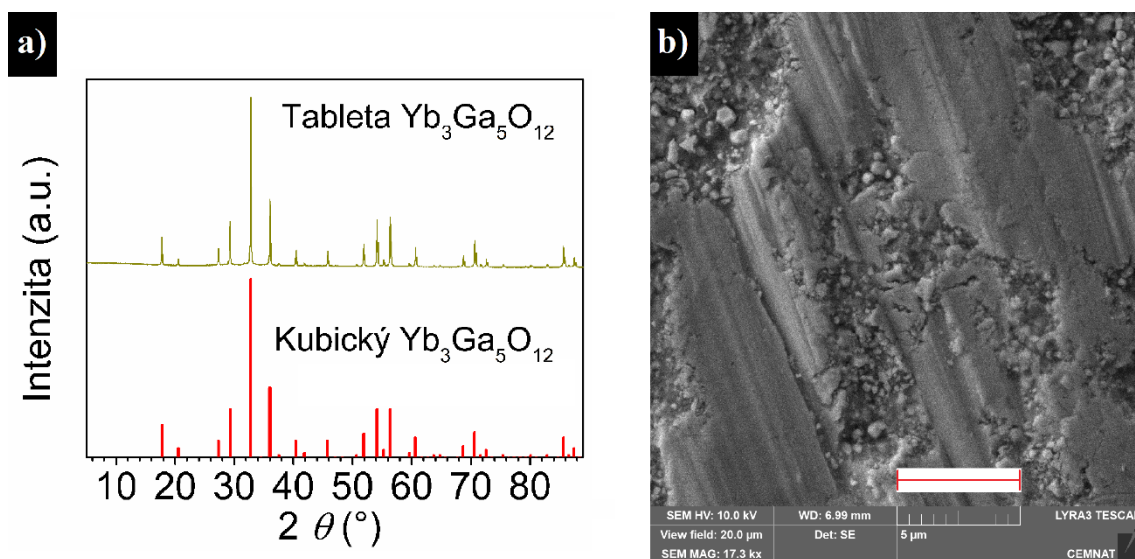 a)
Intenzita (a.u.)
Tableta Yb₃Ga₅O₁₂
Kubický Yb₃Ga₅O₁₂
10 20 30 40 50 60 70 80
2 θ (°)
b)
SEM HV: 10.0 kV WD: 6.99 mm LYRA3 TESCAN
View field: 20.0 µm Det: SE 5 µm
SEM MAG: 17.3 kx CEMNAT